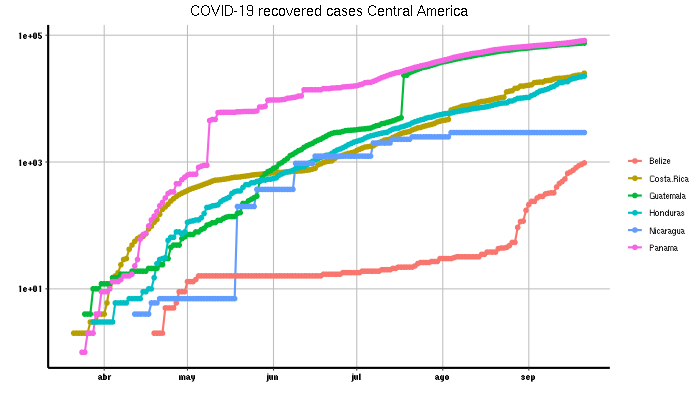 COVID-19 recovered cases Central America
1e+05
1e+03
1e+01
abr may jun jul ago sep
Belize
Costa.Rica
Guatemala
Honduras
Nicaragua
Panama